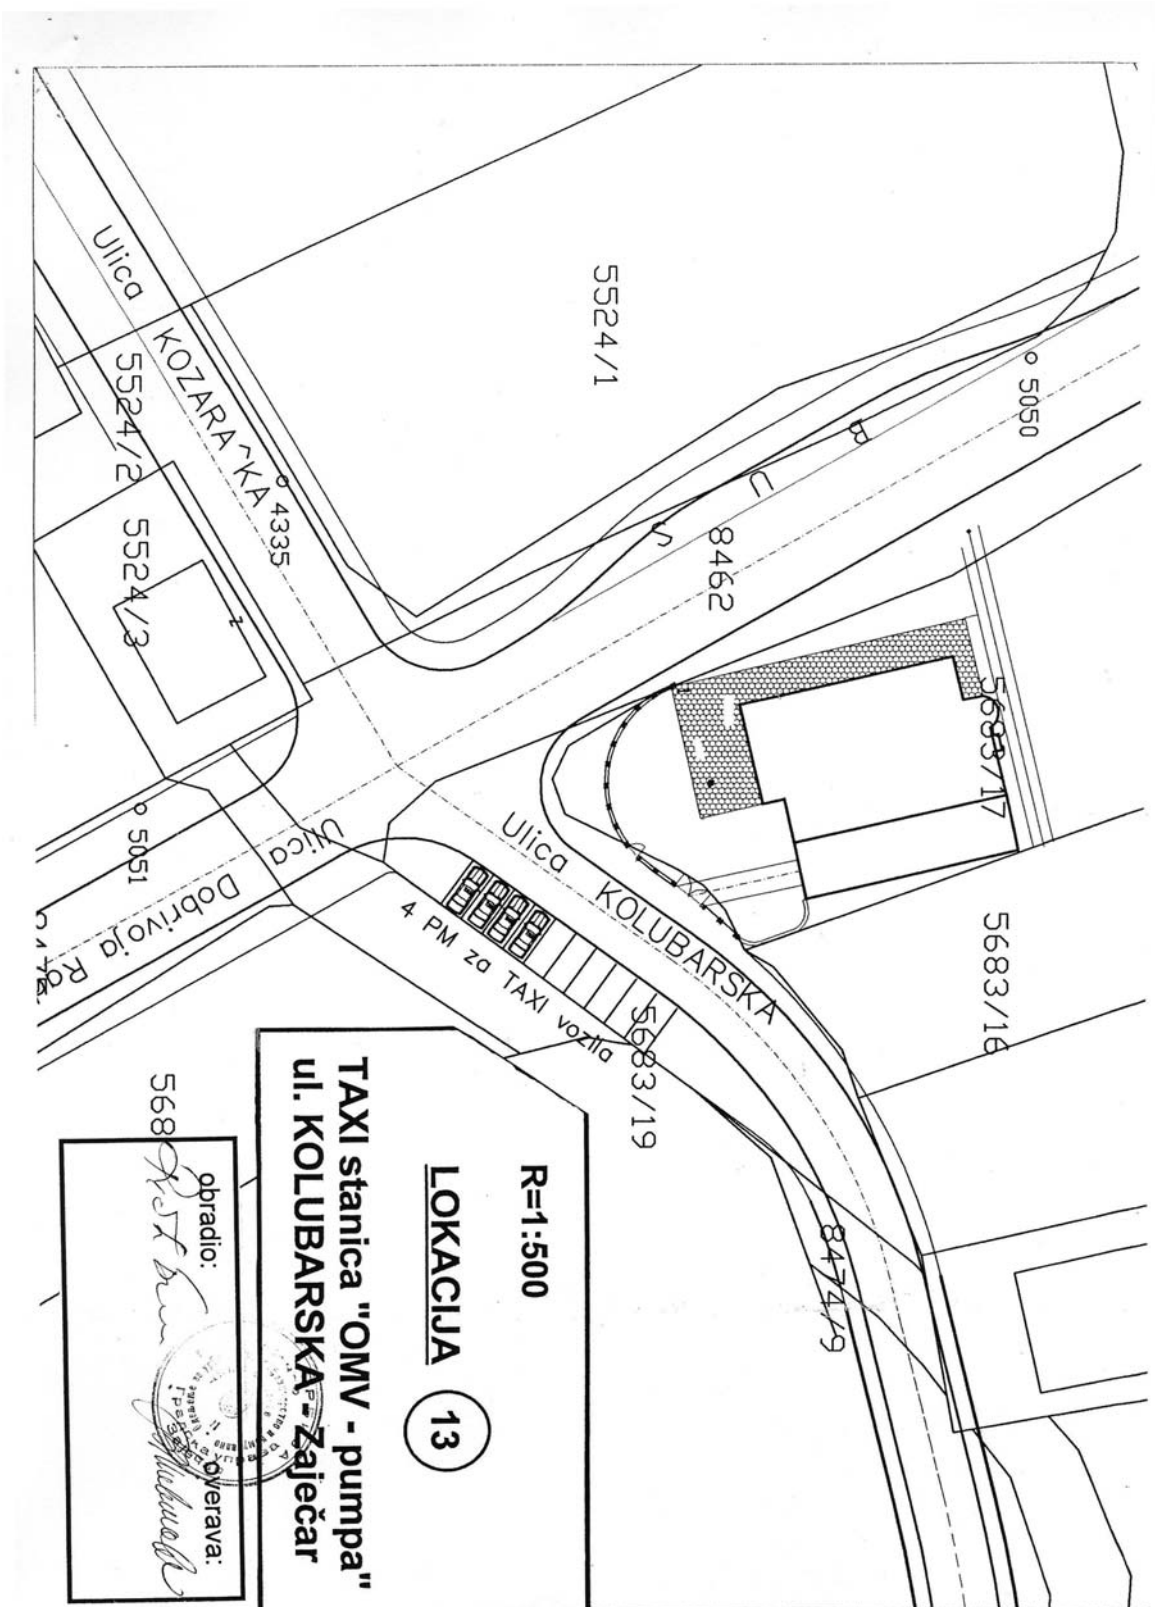 5524/1
5050
BUS
8462
Ulica KOZARA^KA
4335
5524/2
5524/3
5683/17
5683/16
5051
Ulica Dobrivoja
Ulica KOLUBARSKA
4 PM za TAXI vozila
5683/19
8474/9
568
R=1:500
LOKACIJA 13
TAXI stanica "OMV - pumpa"
ul. KOLUBARSKA - Zaječar
obradio:
overava: